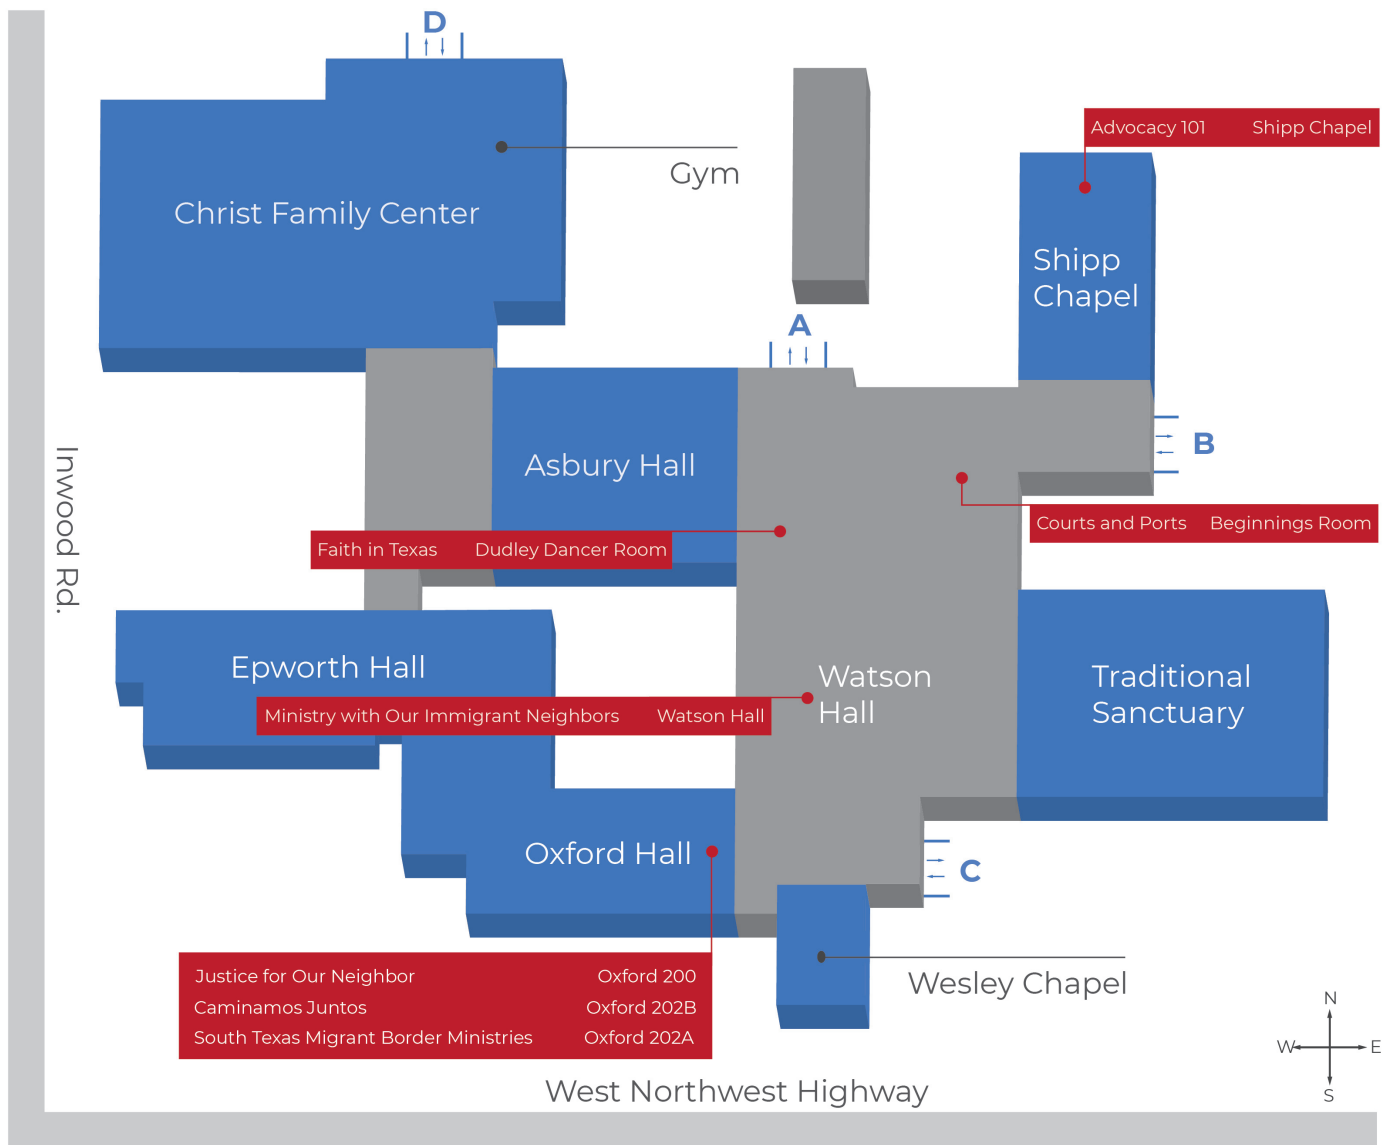 D
Gym
Christ Family Center
Advocacy 101 Shipp Chapel
Shipp
Chapel
A
B
Asbury Hall
Inwood Rd.
Courts and Ports Beginnings Room
Faith in Texas Dudley Dancer Room
Epworth Hall
Ministry with Our Immigrant Neighbors Watson Hall
Watson
Hall
Traditional
Sanctuary
Oxford Hall
C
Justice for Our Neighbor Oxford 200
Caminamos Juntos Oxford 202B
South Texas Migrant Border Ministries Oxford 202A
Wesley Chapel
N
W E
S
West Northwest Highway